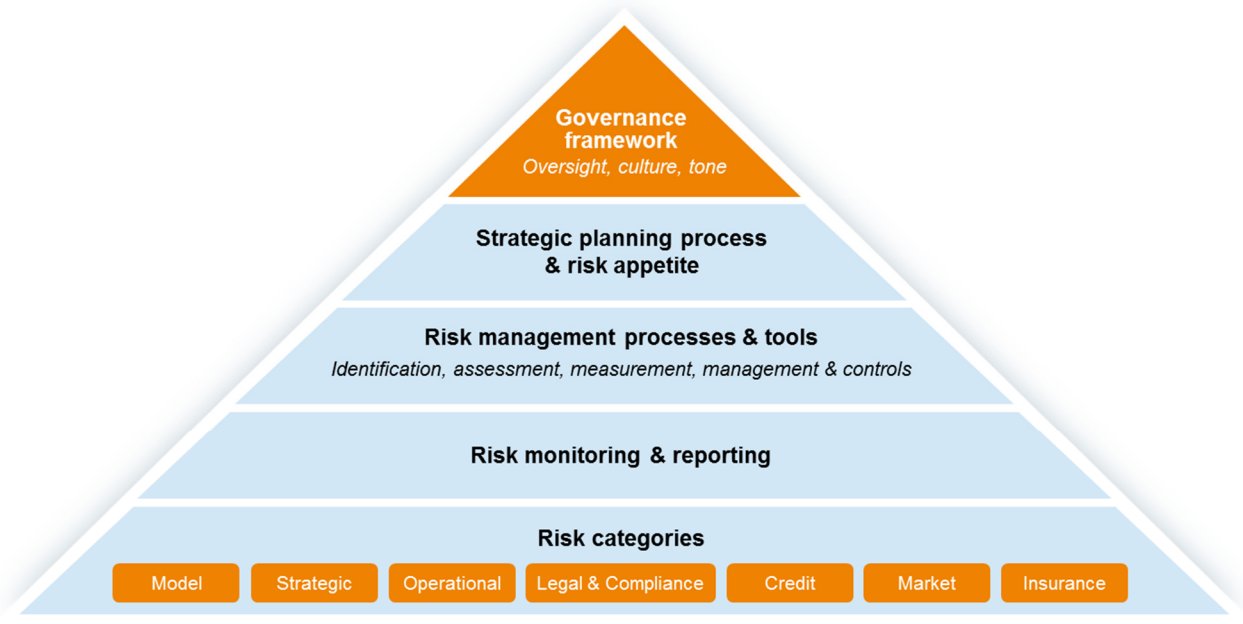 Governance
framework
Oversight, culture, tone
Strategic planning process
& risk appetite
Risk management processes & tools
Identification, assessment, measurement, management & controls
Risk monitoring & reporting
Risk categories
Model Strategic Operational Legal & Compliance Credit Market Insurance